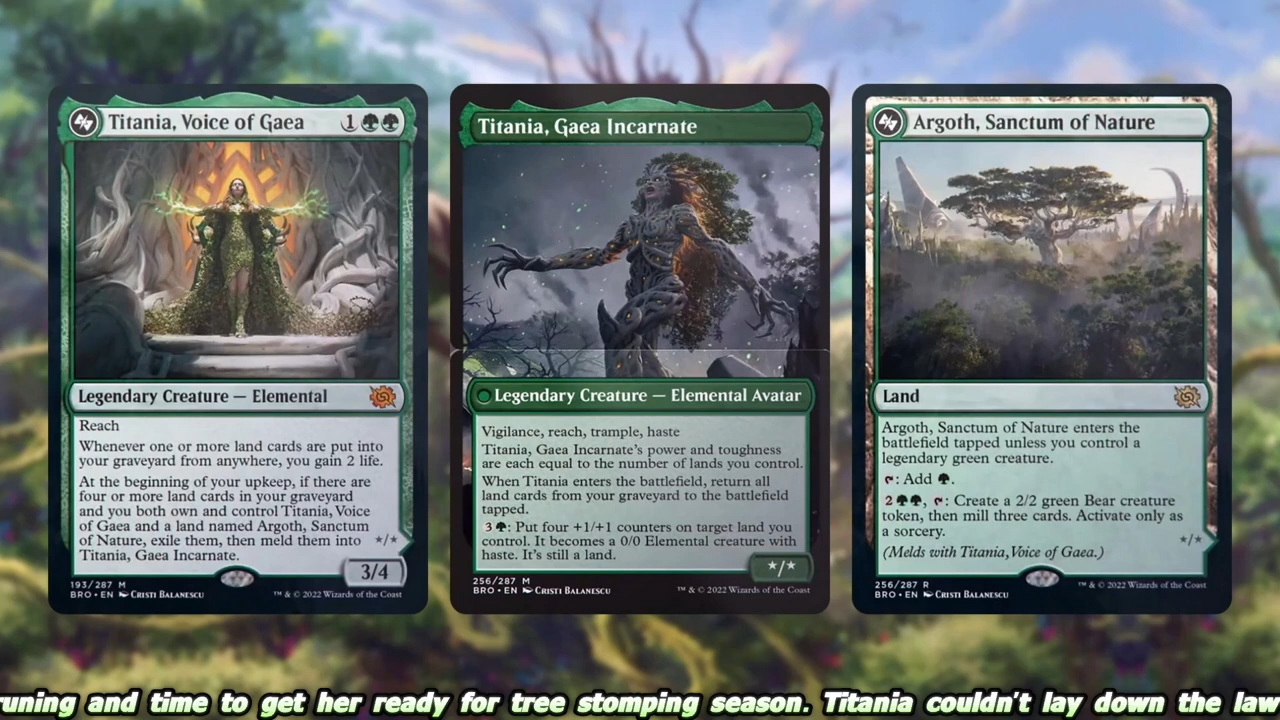 Titania, Voice of Gaea 1
Legendary Creature — Elemental
Reach
Whenever one or more land cards are put into
your graveyard from anywhere, you gain 2 life.
At the beginning of your upkeep, if there are
four or more land cards in your graveyard
and you both own and control Titania, Voice
of Gaea and a land named Argoth, Sanctum
of Nature, exile them, then meld them into
Titania, Gaea Incarnate.
*/*
3/4
193/287 M
BRO • EN CRISTI BALANESCU
™ & © 2022 Wizards of the Coast
Titania, Gaea Incarnate
Legendary Creature — Elemental Avatar
Vigilance, reach, trample, haste
Titania, Gaea Incarnate's power and toughness
are each equal to the number of lands you control.
When Titania enters the battlefield, return all
land cards from your graveyard to the battlefield
tapped.
3 : Put four +1/+1 counters on target land you
control. It becomes a 0/0 Elemental creature with
haste. It's still a land.
*/*
256/287 M
BRO • EN CRISTI BALANESCU
™ & © 2022 Wizards of the Coast
Argoth, Sanctum of Nature
Land
Argoth, Sanctum of Nature enters the
battlefield tapped unless you control a
legendary green creature.
: Add .
2 , : Create a 2/2 green Bear creature
token, then mill three cards. Activate only as
a sorcery.
(Melds with Titania, Voice of Gaea.)
*/*
256/287 R
BRO • EN CRISTI BALANESCU
™ & © 2022 Wizards of the Coast
runing and time to get her ready for tree stomping season. Titania couldn't lay down the law